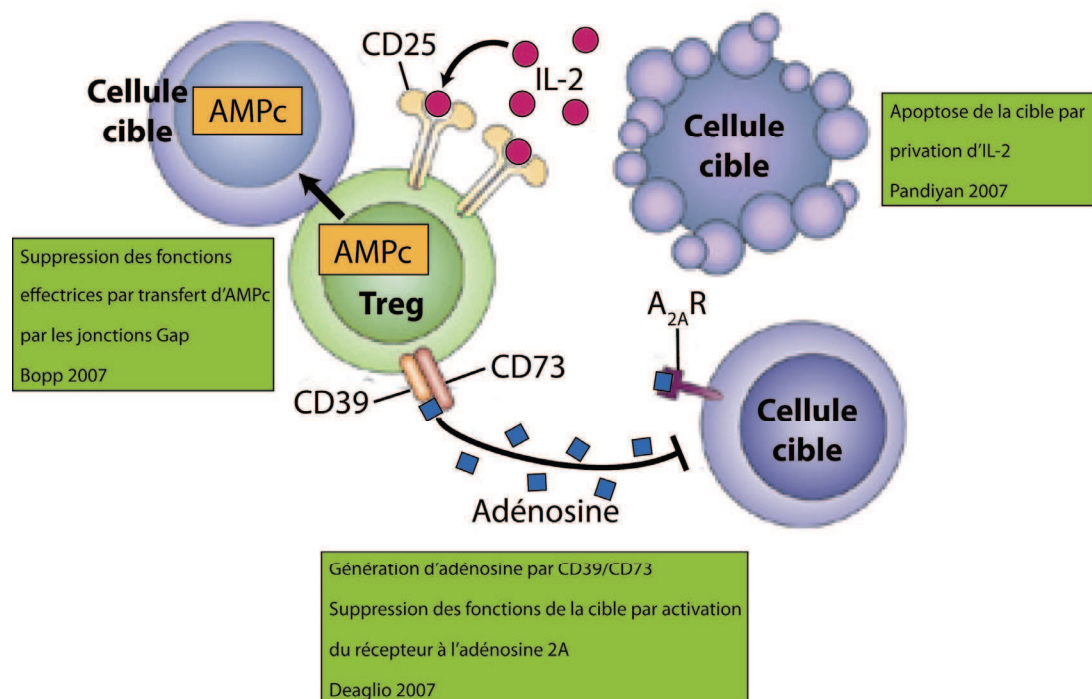 CD25
IL-2
Cellule
cible
AMPc
Cellule
cible
Apoptose de la cible par
privation d'IL-2
Pandiyan 2007
AMPc
Treg
Suppression des fonctions
effectrices par transfert d'AMPc
par les jonctions Gap
Bopp 2007
A2AR
CD73
CD39
Cellule
cible
Adénosine
Génération d'adénosine par CD39/CD73
Suppression des fonctions de la cible par activation
du récepteur à l'adénosine 2A
Deaglio 2007